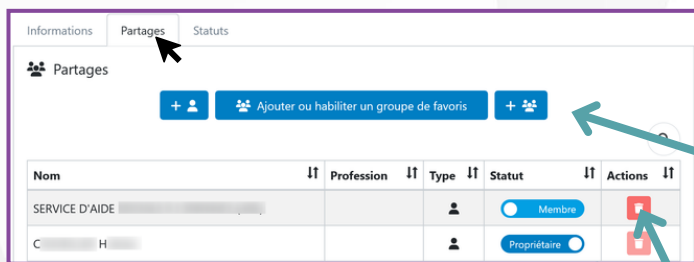 Informations Partages Statuts
Partages
+ Ajouter ou habiliter un groupe de favoris +
Nom Profession Type Statut Actions
SERVICE D'AIDE Membre
C H Propriétaire